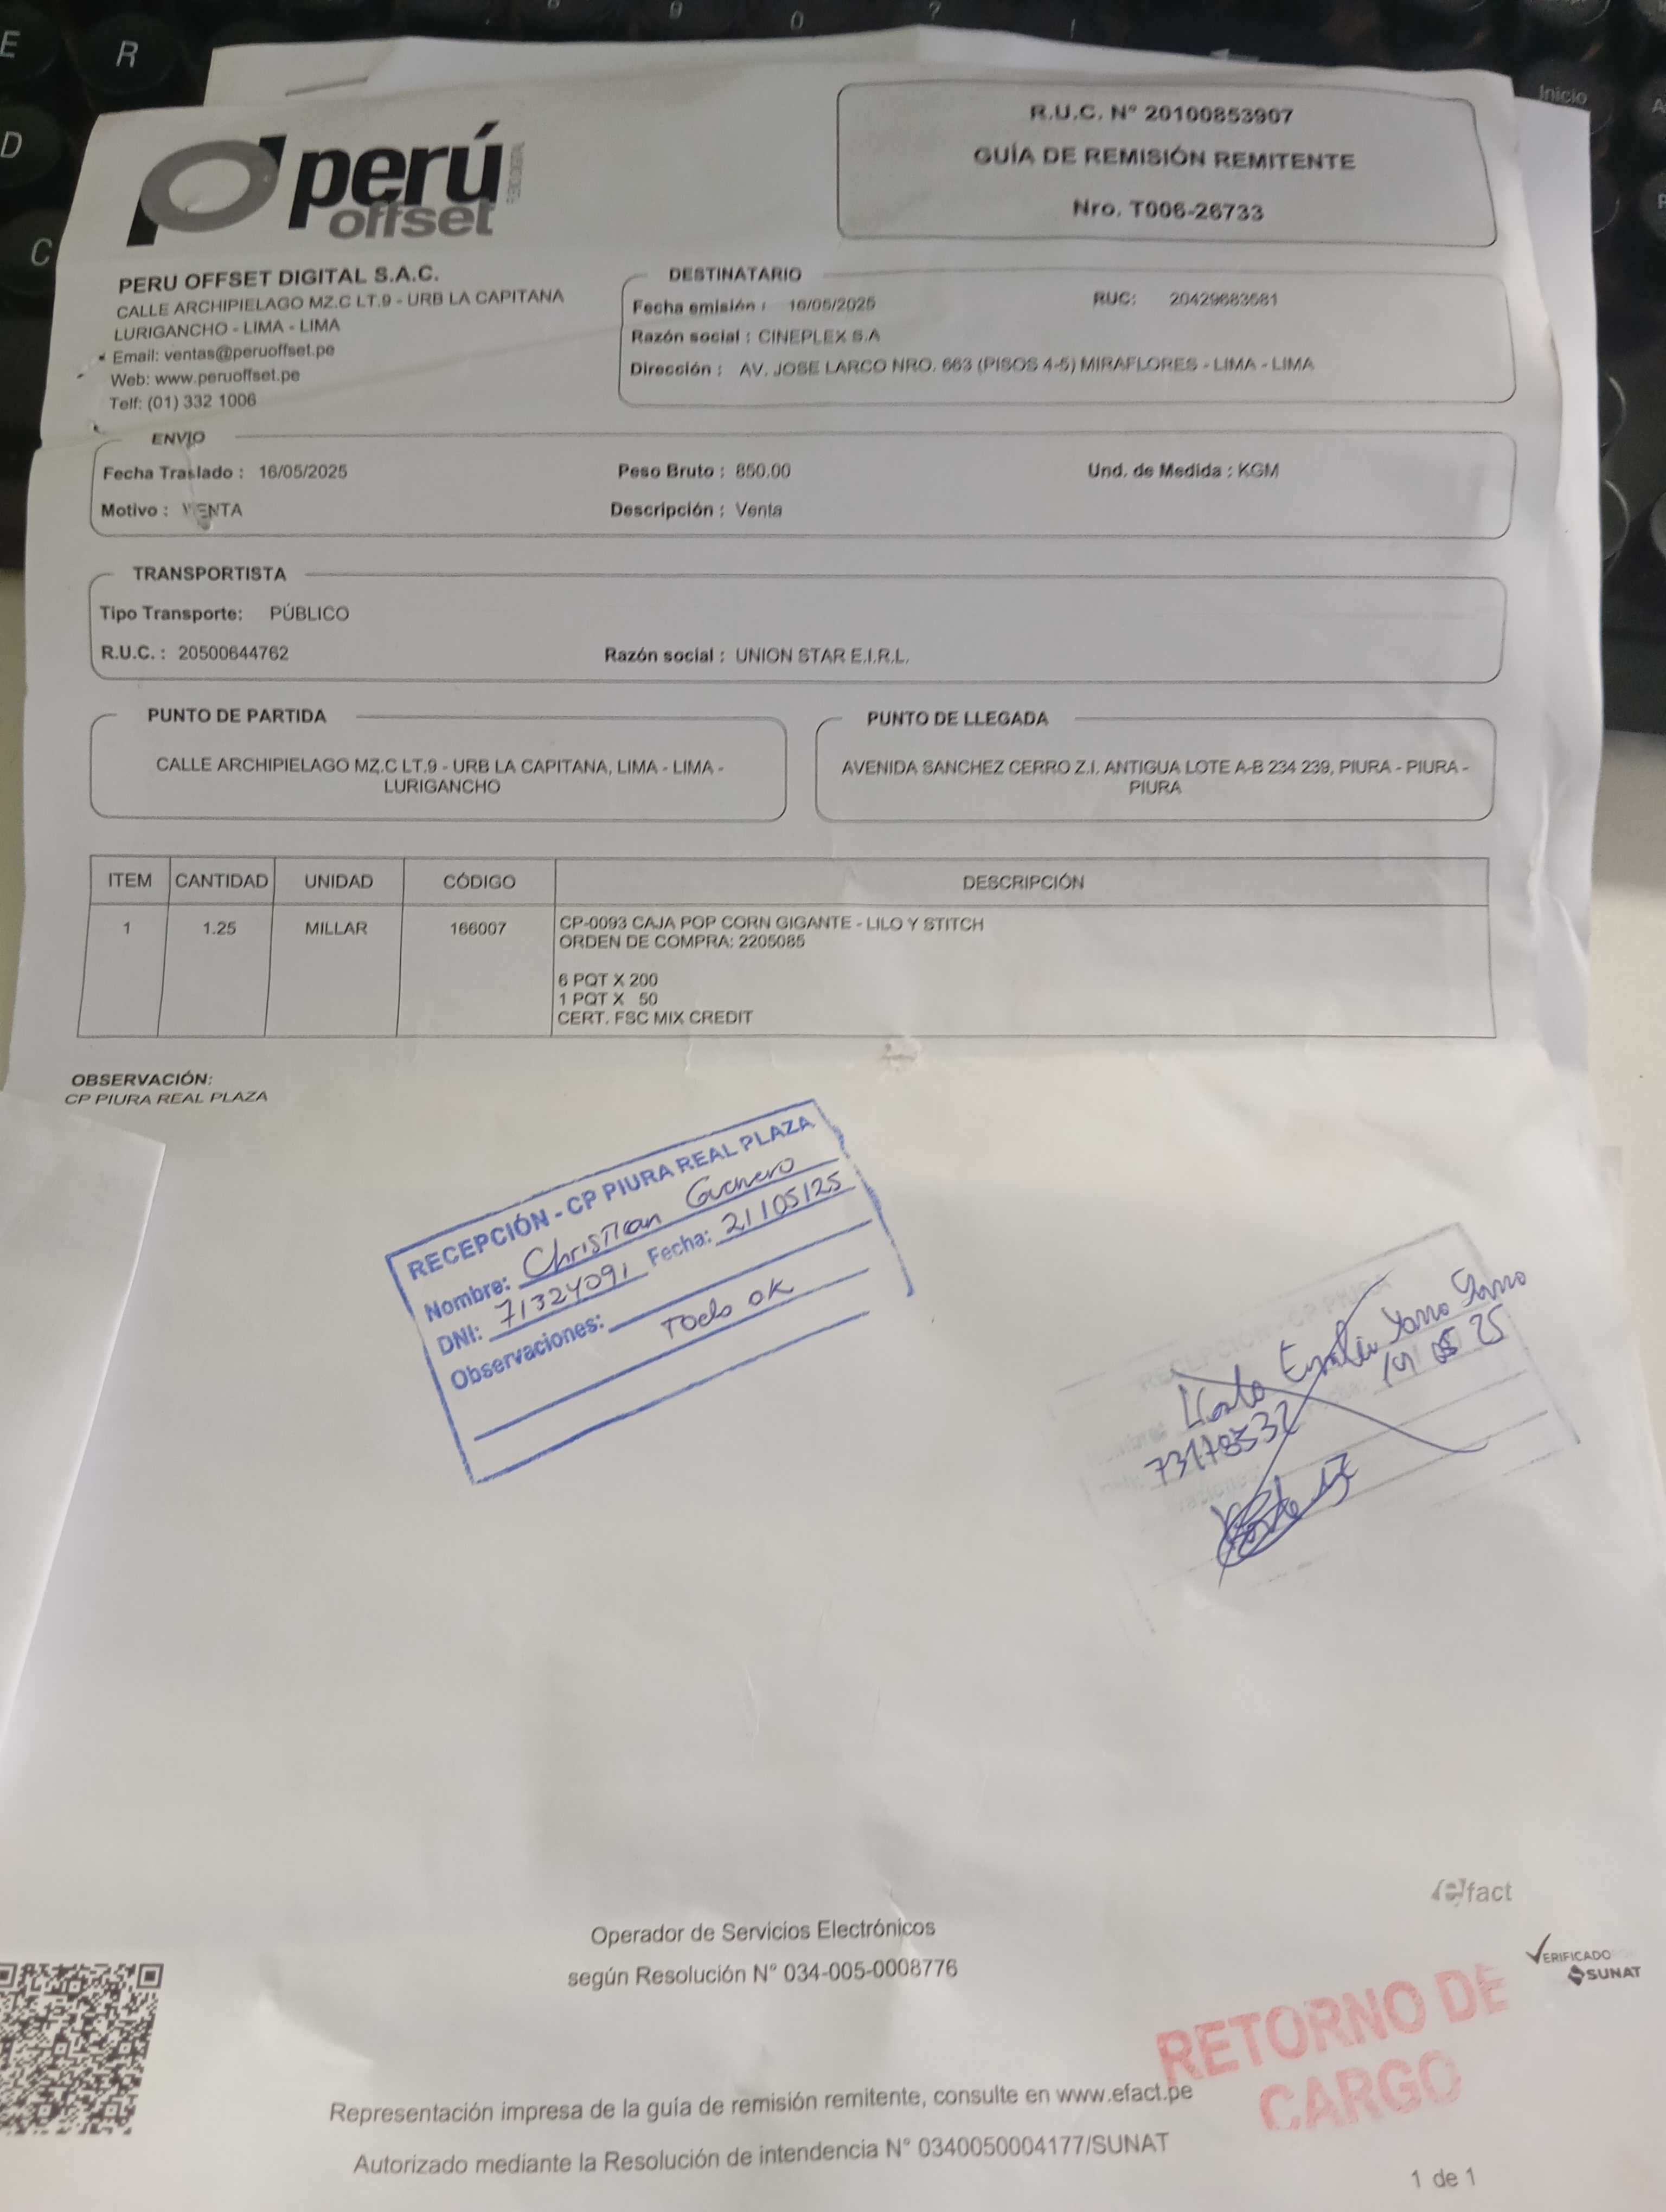 perú
offset
R.U.C. N° 20100853907
GUÍA DE REMISIÓN REMITENTE
Nro. T006-26733
PERU OFFSET DIGITAL S.A.C.
CALLE ARCHIPIELAGO MZ.C LT.9 - URB LA CAPITANA
LURIGANCHO - LIMA - LIMA
Email: ventas@peruoffset.pe
Web: www.peruoffset.pe
Telf: (01) 332 1006
DESTINATARIO
Fecha emisión : 16/05/2025 RUC: 20429683581
Razón social : CINEPLEX S.A
Dirección : AV. JOSE LARCO NRO. 663 (PISOS 4-5) MIRAFLORES - LIMA - LIMA
ENVIO
Fecha Traslado : 16/05/2025 Peso Bruto : 850.00 Und. de Medida : KGM
Motivo : VENTA Descripción : Venta
TRANSPORTISTA
Tipo Transporte: PÚBLICO
R.U.C. : 20500644762 Razón social : UNION STAR E.I.R.L.
PUNTO DE PARTIDA
CALLE ARCHIPIELAGO MZ.C LT.9 - URB LA CAPITANA, LIMA - LIMA -
LURIGANCHO
PUNTO DE LLEGADA
AVENIDA SANCHEZ CERRO Z.I. ANTIGUA LOTE A-B 234 239, PIURA - PIURA -
PIURA
ITEM CANTIDAD UNIDAD CÓDIGO DESCRIPCIÓN
1 1.25 MILLAR 166007 CP-0093 CAJA POP CORN GIGANTE - LILO Y STITCH
ORDEN DE COMPRA: 2205085
6 PQT X 200
1 PQT X 50
CERT. FSC MIX CREDIT
OBSERVACIÓN:
CP PIURA REAL PLAZA
RECEPCIÓN - CP PIURA REAL PLAZA
Nombre: Christian
DNI: 71324091 Fecha: 21/05/25
Observaciones:
Todo OK
73178532
efact
VERIFICADO
SUNAT
Operador de Servicios Electrónicos
según Resolución N° 034-005-0008776
RETORNO DE
CARGO
Representación impresa de la guía de remisión remitente, consulte en www.efact.pe
Autorizado mediante la Resolución de intendencia N° 0340050004177/SUNAT
1 de 1
E
R
D
C
9
0
?
Inicio